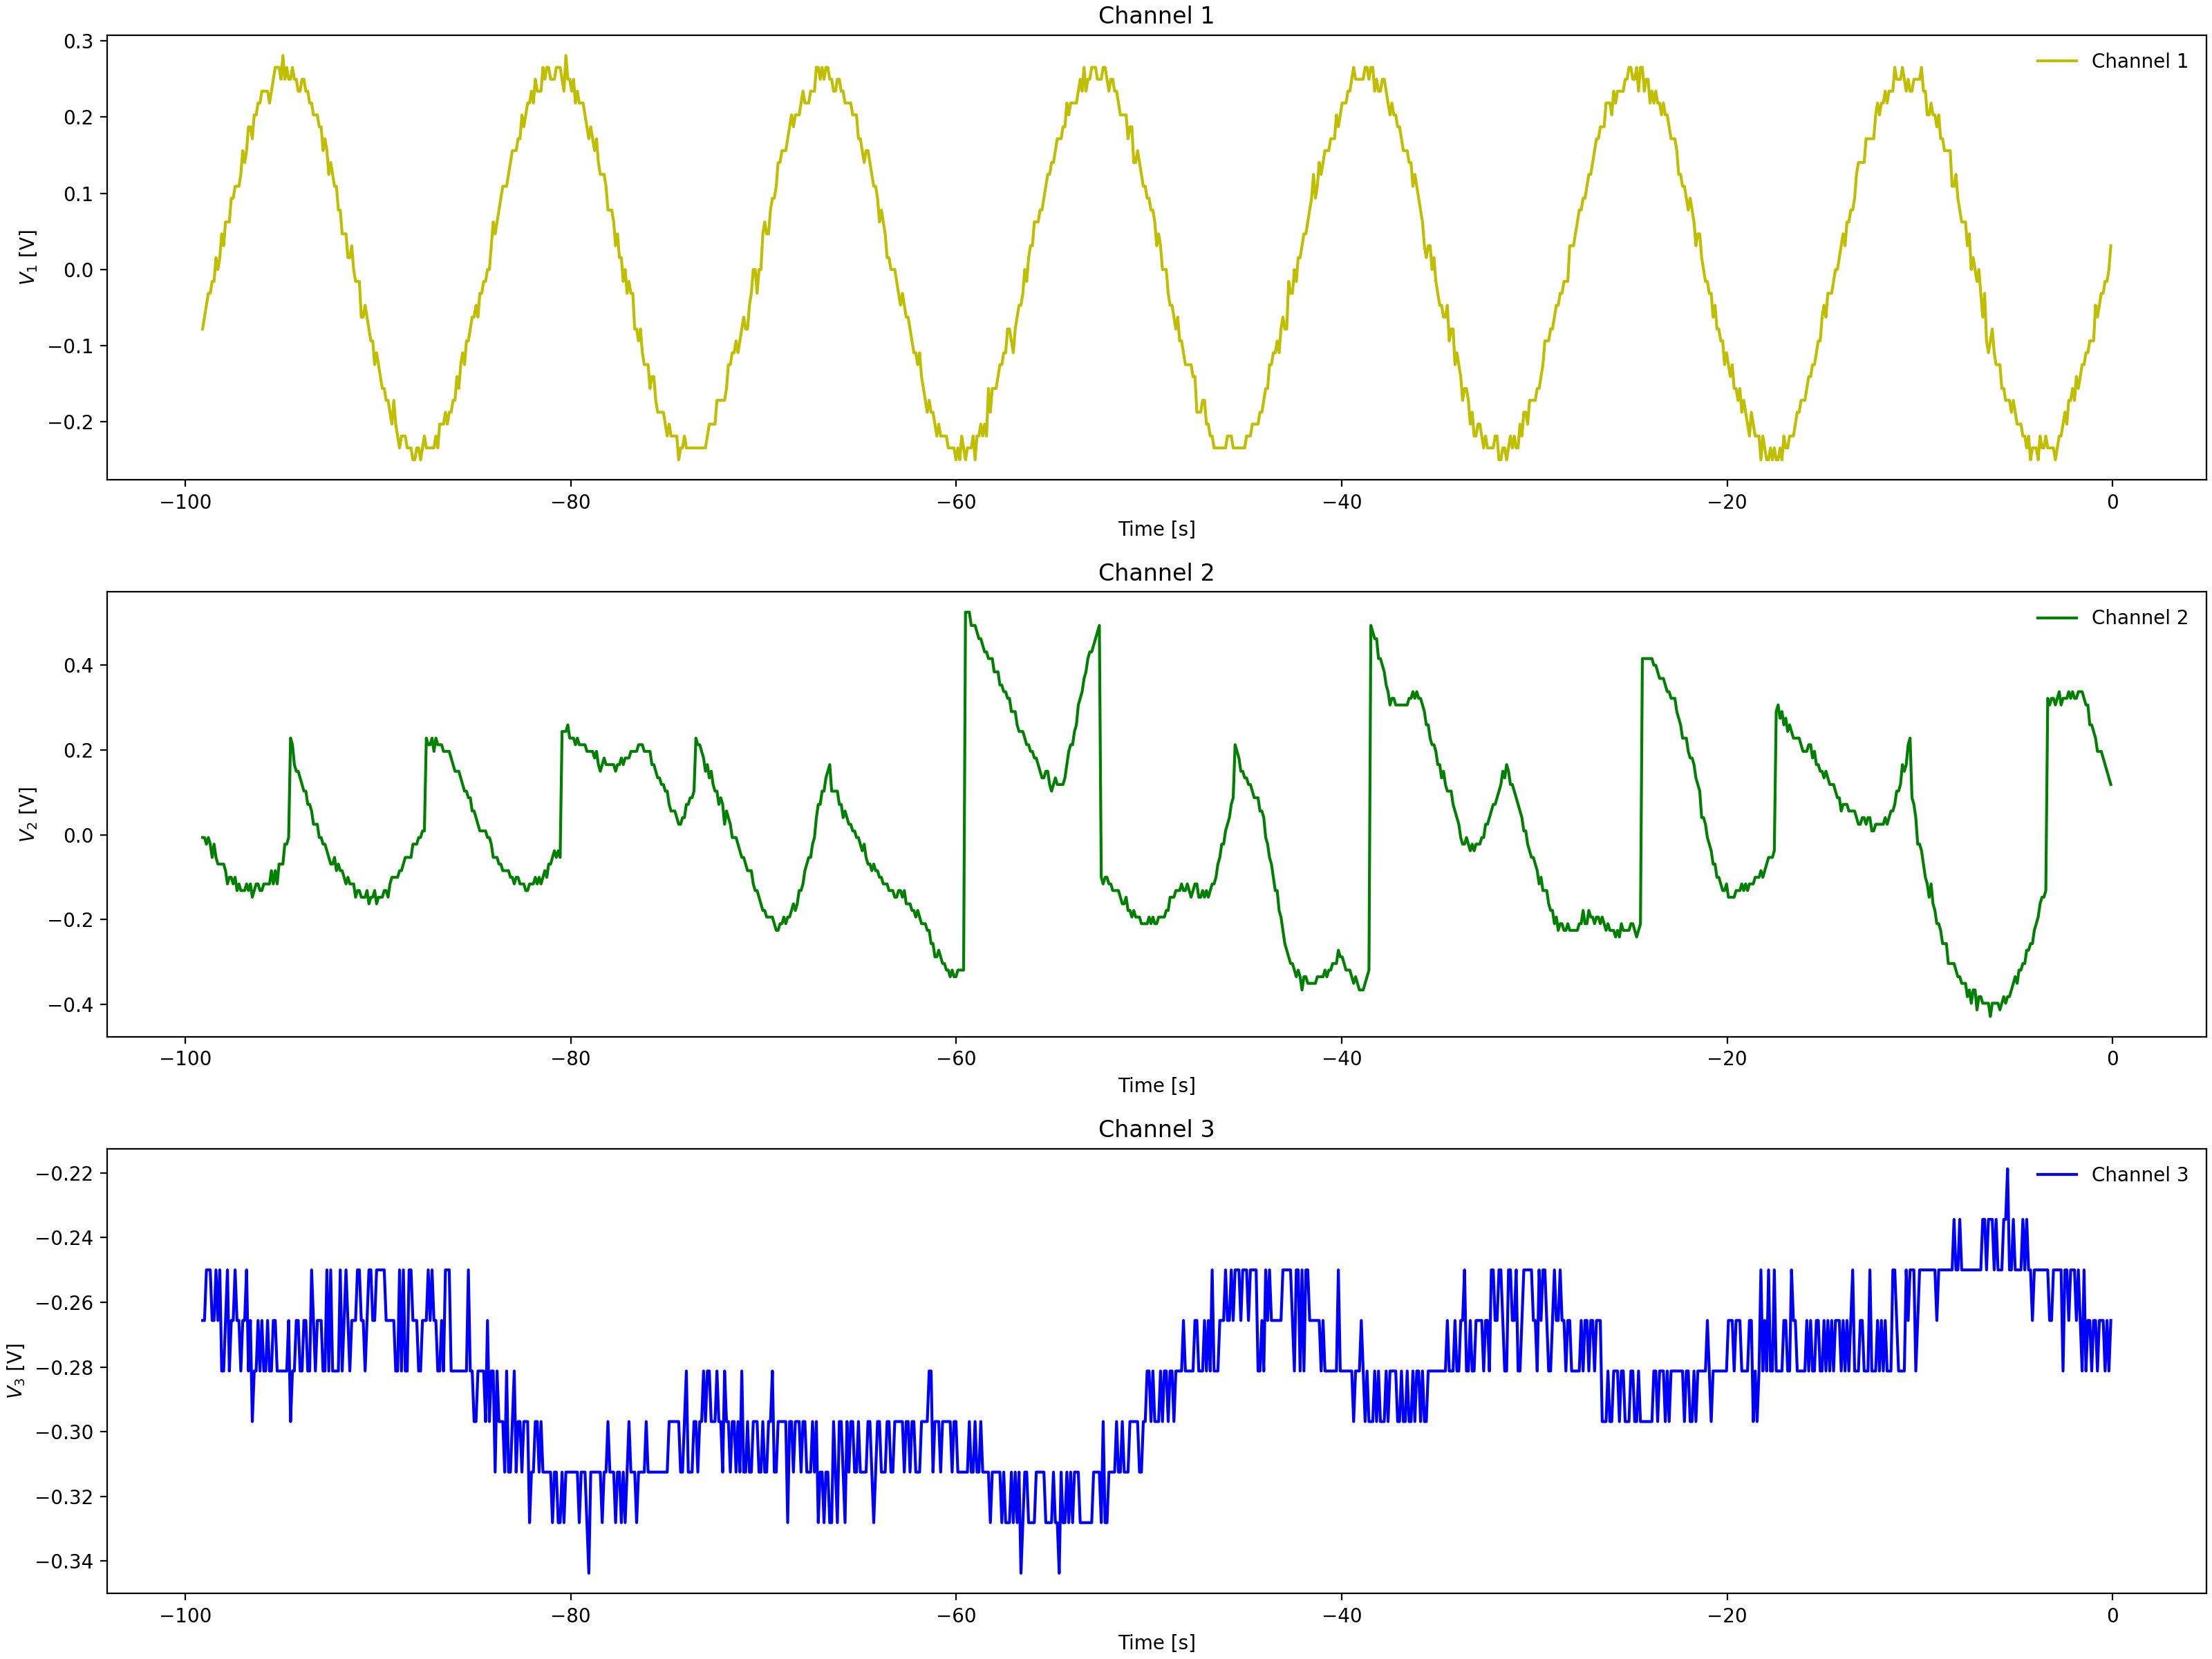 Channel 1
0.3
0.2
0.1
0.0
−0.1
−0.2
V1 [V]
Channel 1
−100 −80 −60 −40 −20 0
Time [s]
Channel 2
0.4
0.2
0.0
−0.2
−0.4
V2 [V]
Channel 2
−100 −80 −60 −40 −20 0
Time [s]
Channel 3
−0.22
−0.24
−0.26
−0.28
−0.30
−0.32
−0.34
V3 [V]
Channel 3
−100 −80 −60 −40 −20 0
Time [s]